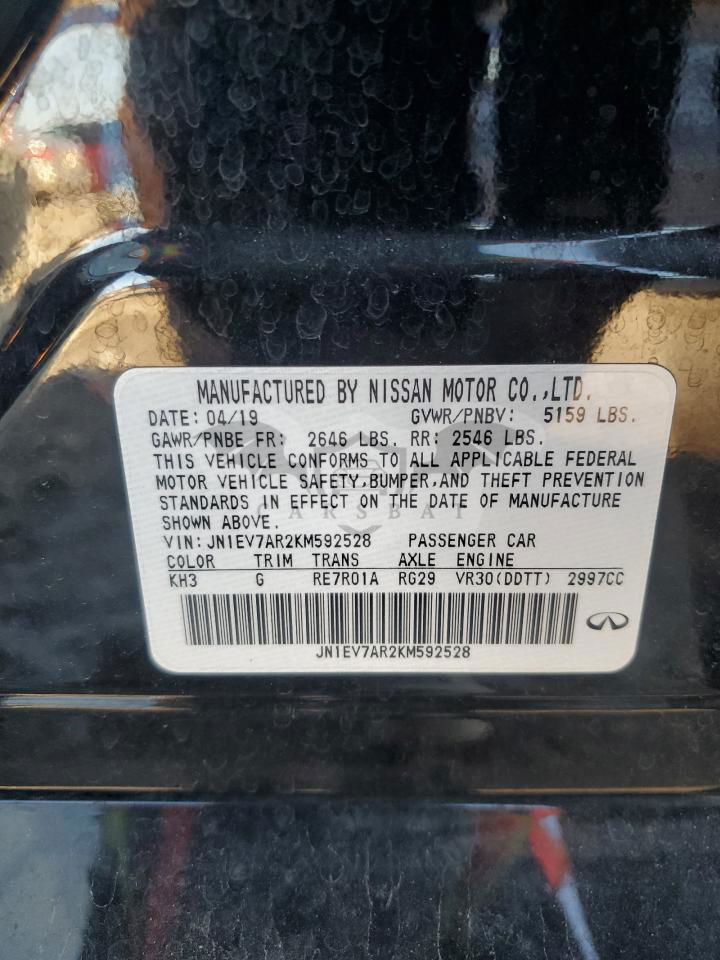 MANUFACTURED BY NISSAN MOTOR CO.,LTD.
DATE: 04/19 GVWR/PNBV: 5159 LBS.
GAWR/PNBE FR: 2646 LBS. RR: 2546 LBS.
THIS VEHICLE CONFORMS TO ALL APPLICABLE FEDERAL
MOTOR VEHICLE SAFETY,BUMPER,AND THEFT PREVENTION
STANDARDS IN EFFECT ON THE DATE OF MANUFACTURE
SHOWN ABOVE.
CARSBAT
VIN:JN1EV7AR2KM592528 PASSENGER CAR
COLOR TRIM TRANS AXLE ENGINE
KH3 G RE7R01A RG29 VR30(DDTT) 2997CC
JN1EV7AR2KM592528